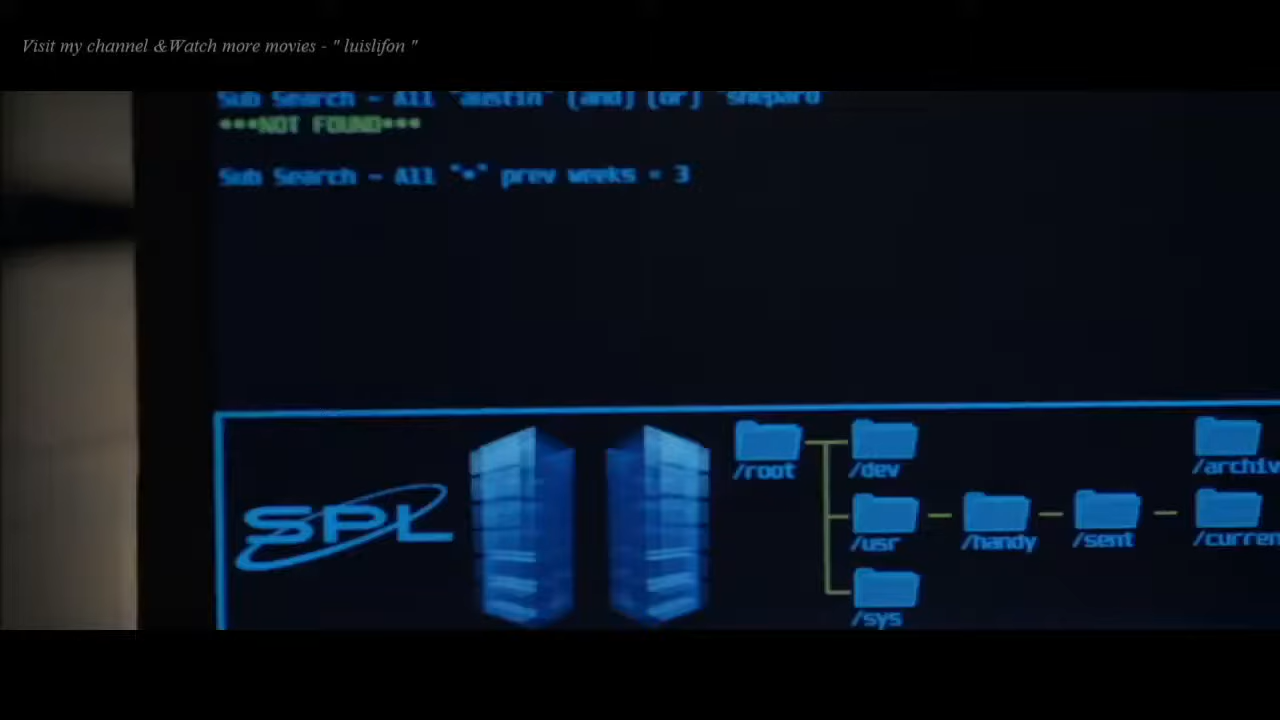 Visit my channel &Watch more movies - " luislifon "
Sub Search - All "austin" (and) (or) "shepard
***NOT FOUND***
Sub Search - All "*" prev weeks = 3
SPL
/root
/dev
/archiv
/usr
/handy
/sent
/curren
/sys